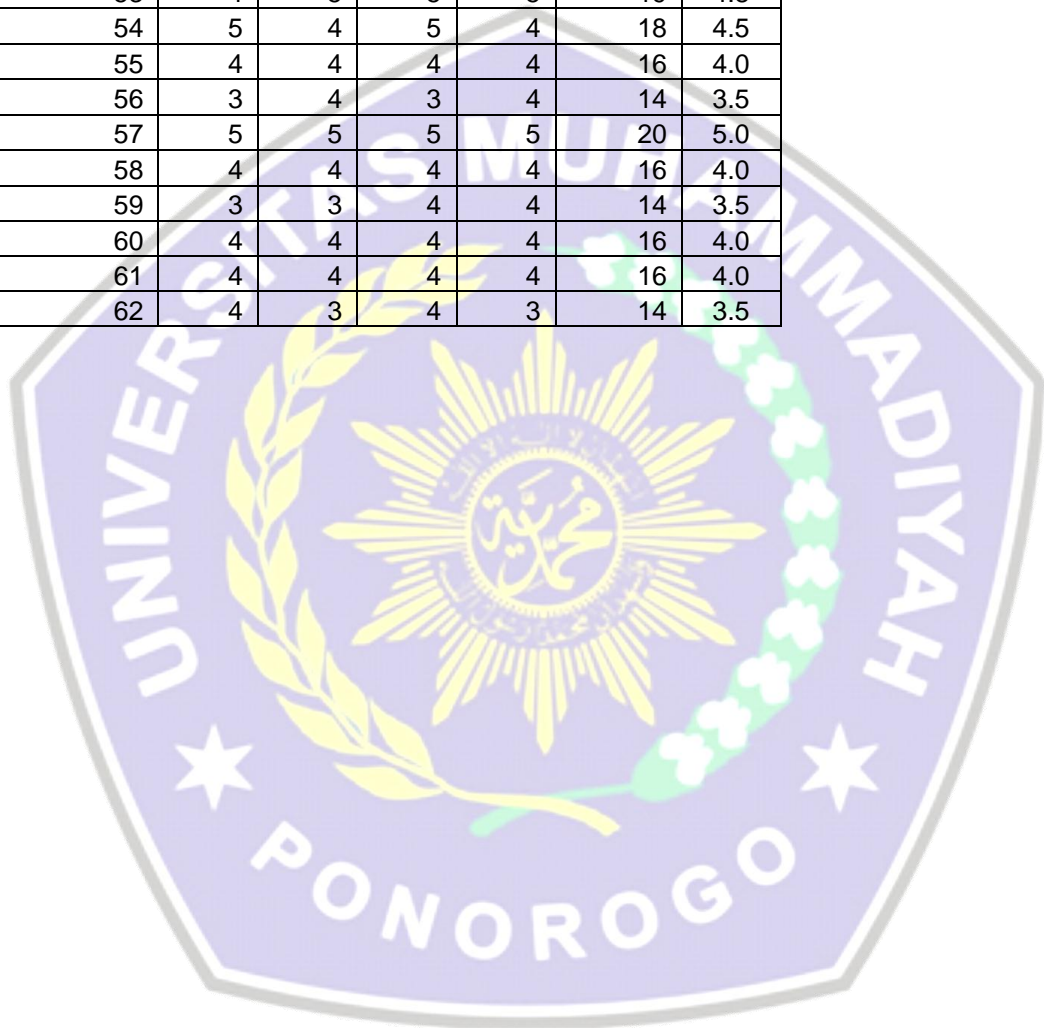 54 5 4 5 4 18 4.5
55 4 4 4 4 16 4.0
56 3 4 3 4 14 3.5
57 5 5 5 5 20 5.0
58 4 4 4 4 16 4.0
59 3 3 4 4 14 3.5
60 4 4 4 4 16 4.0
61 4 4 4 4 16 4.0
62 4 3 4 3 14 3.5
UNIVERSITAS MUHAMMADIYAH
محمدية
PONOROGO